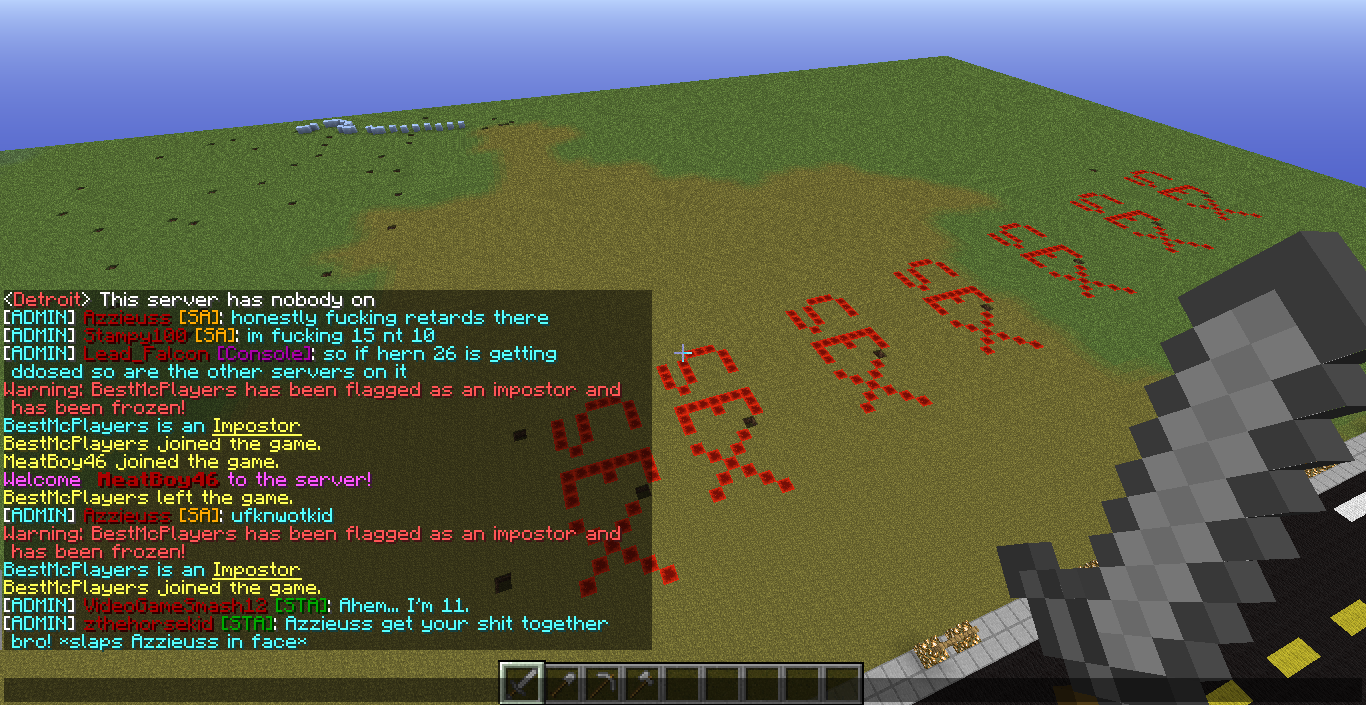 <Detroit> This server has nobody on
[ADMIN] Azzieuss [SA]: honestly fucking retards there
[ADMIN] Stampy100 [SA]: im fucking 15 nt 10
[ADMIN] Lead_Falcon [Console]: so if hern 26 is getting
ddosed so are the other servers on it
Warning: BestMcPlayers has been flagged as an impostor and
has been frozen!
BestMcPlayers is an Impostor
BestMcPlayers joined the game.
MeatBoy46 joined the game.
Welcome MeatBoy46 to the server!
BestMcPlayers left the game.
[ADMIN] Azzieuss [SA]: ufknwotkid
Warning: BestMcPlayers has been flagged as an impostor and
has been frozen!
BestMcPlayers is an Impostor
BestMcPlayers joined the game.
[ADMIN] VideoGameSmash12 [STA]: Ahem... I'm 11.
[ADMIN] zthehorsekid [STA]: Azzieuss get your shit together
bro! *slaps Azzieuss in face*
SEX
SEX
SEX
SEX
SEX
SEX
SEX